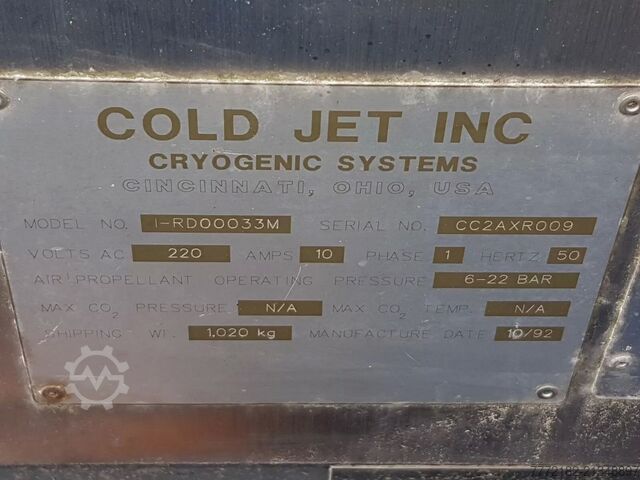 COLD JET INC
CRYOGENIC SYSTEMS
CINCINNATI, OHIO, USA
MODEL NO. I-RD00033M SERIAL NO. CC2AXR009
VOLTS AC 220 AMPS 10 PHASE 1 HERTZ 50
AIR PROPELLANT OPERATING PRESSURE 6-22 BAR
MAX CO2 PRESSURE N/A MAX CO2 TEMP. N/A
SHIPPING WT. 1,020 kg MANUFACTURE DATE 10/92